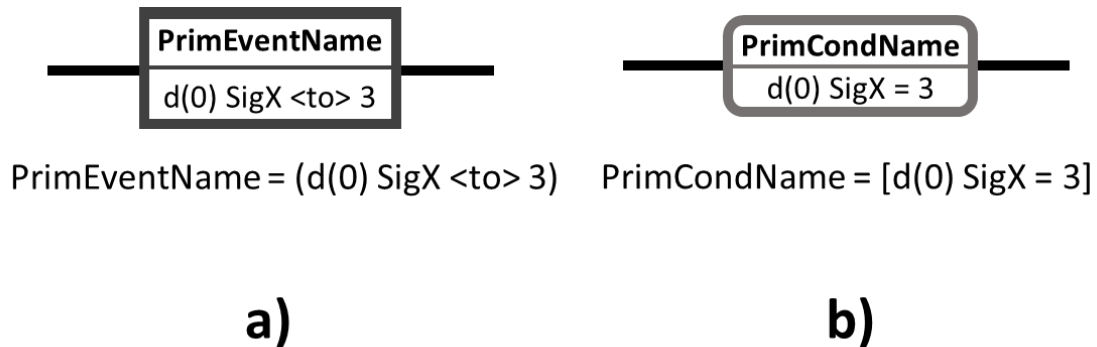 PrimEventName
d(0) SigX <to> 3
PrimEventName = (d(0) SigX <to> 3)
a)
PrimCondName
d(0) SigX = 3
PrimCondName = [d(0) SigX = 3]
b)